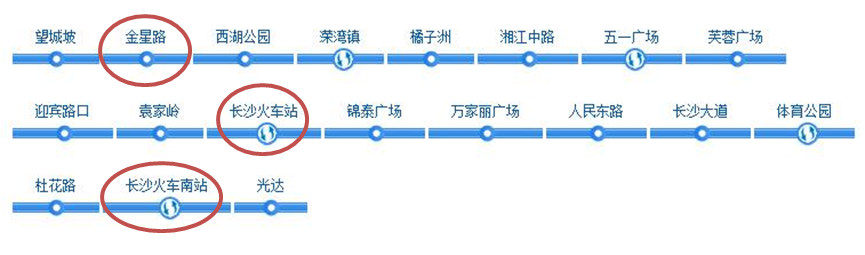 望城坡 金星路 西湖公园 荣湾镇 橘子洲 湘江中路 五一广场 芙蓉广场
迎宾路口 袁家岭 长沙火车站 锦泰广场 万家丽广场 人民东路 长沙大道 体育公园
杜花路 长沙火车南站 光达